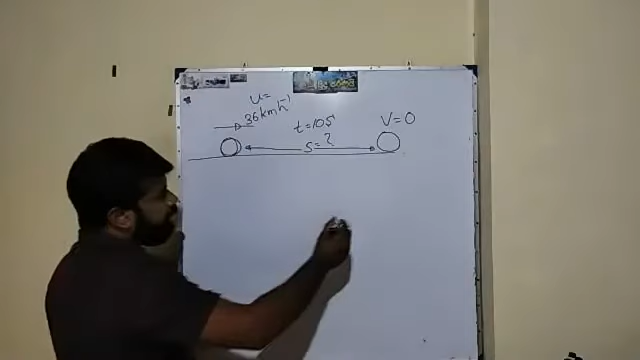 u=
36kmh⁻¹
t=10s
V=0
S=?